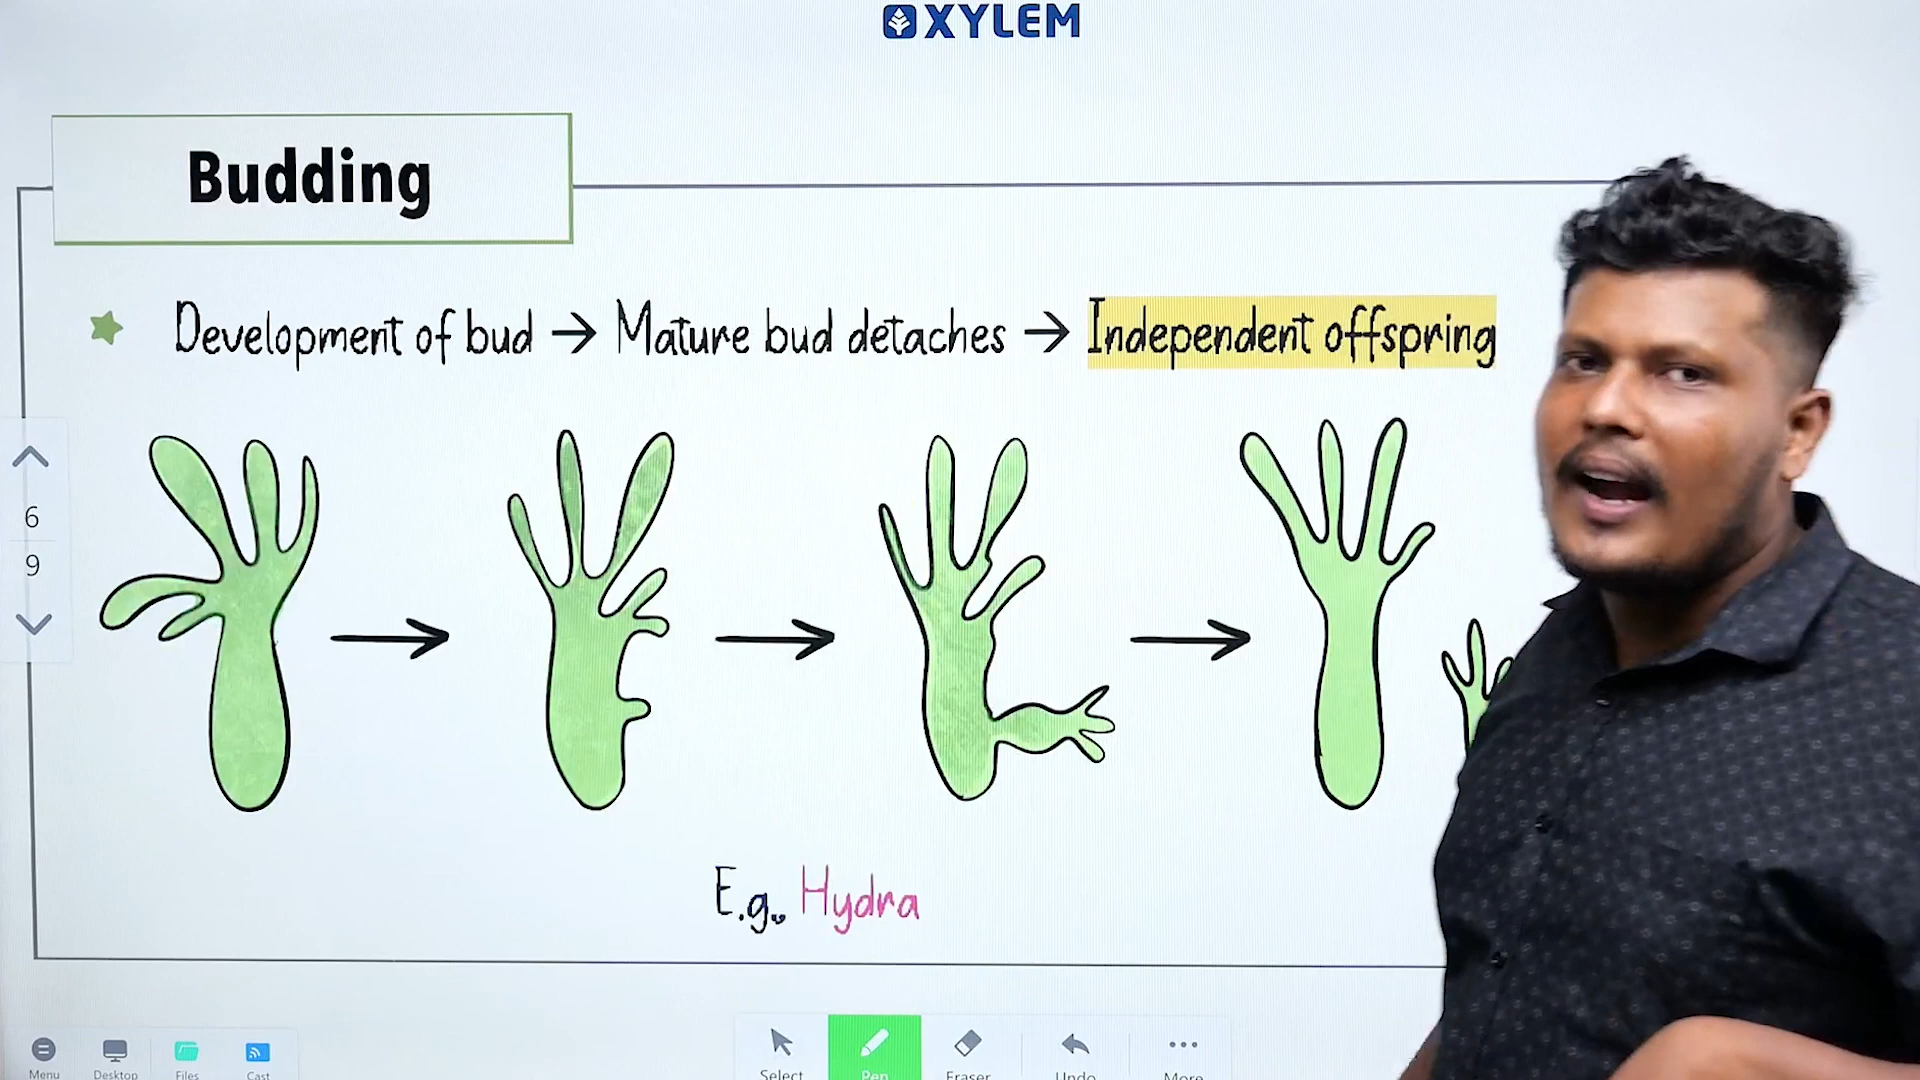 XYLEM
Budding
Development of bud → Mature bud detaches → Independent offspring
6
9
E.g. Hydra
Menu
Desktop
Files
Cast
Select
Pen
Eraser
Undo
More